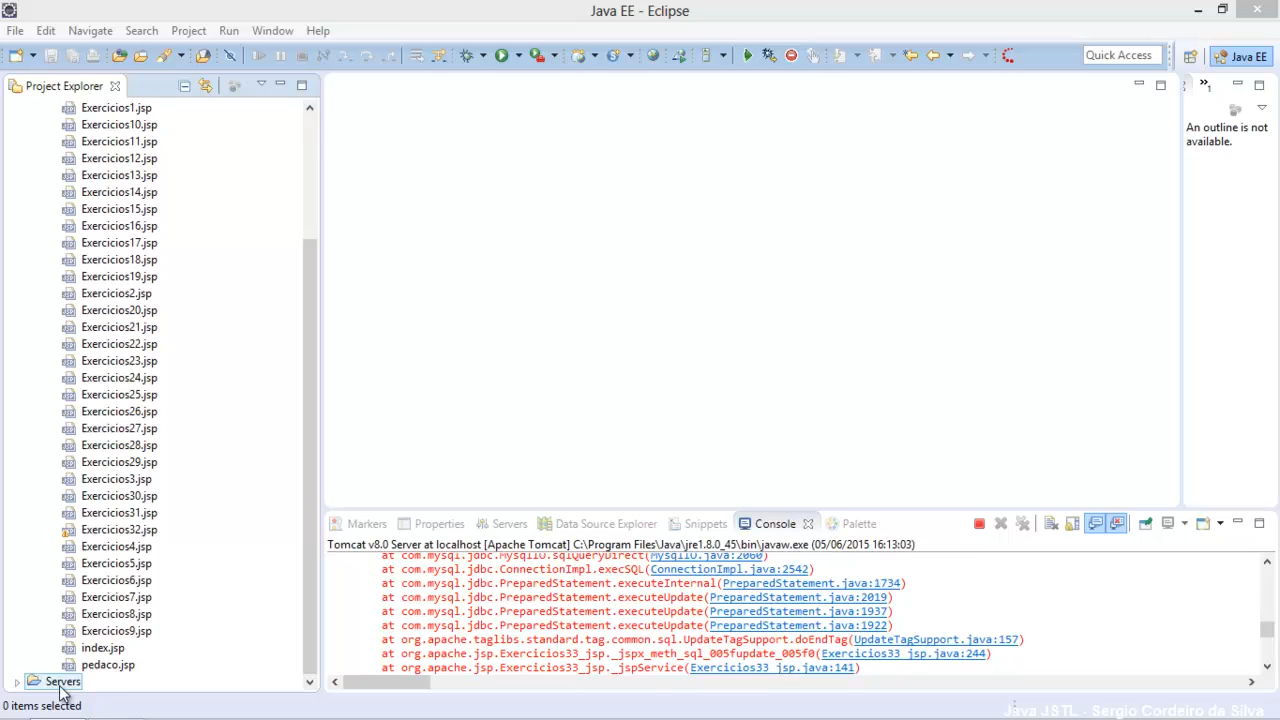 Java EE - Eclipse
File Edit Navigate Search Project Run Window Help
Quick Access
Java EE
Project Explorer
Exercicios1.jsp
Exercicios10.jsp
Exercicios11.jsp
Exercicios12.jsp
Exercicios13.jsp
Exercicios14.jsp
Exercicios15.jsp
Exercicios16.jsp
Exercicios17.jsp
Exercicios18.jsp
Exercicios19.jsp
Exercicios2.jsp
Exercicios20.jsp
Exercicios21.jsp
Exercicios22.jsp
Exercicios23.jsp
Exercicios24.jsp
Exercicios25.jsp
Exercicios26.jsp
Exercicios27.jsp
Exercicios28.jsp
Exercicios29.jsp
Exercicios3.jsp
Exercicios30.jsp
Exercicios31.jsp
Exercicios32.jsp
Exercicios4.jsp
Exercicios5.jsp
Exercicios6.jsp
Exercicios7.jsp
Exercicios8.jsp
Exercicios9.jsp
index.jsp
pedaco.jsp
Servers
1
An outline is not
available.
Markers Properties Servers Data Source Explorer Snippets Console Palette
Tomcat v8.0 Server at localhost [Apache Tomcat] C:\Program Files\Java\jre1.8.0_45\bin\javaw.exe (05/06/2015 16:13:03)
at com.mysql.jdbc.MysqlIO.sqlQueryDirect(MysqlIO.java:2060)
at com.mysql.jdbc.ConnectionImpl.execSQL(ConnectionImpl.java:2542)
at com.mysql.jdbc.PreparedStatement.executeInternal(PreparedStatement.java:1734)
at com.mysql.jdbc.PreparedStatement.executeUpdate(PreparedStatement.java:2019)
at com.mysql.jdbc.PreparedStatement.executeUpdate(PreparedStatement.java:1937)
at com.mysql.jdbc.PreparedStatement.executeUpdate(PreparedStatement.java:1922)
at org.apache.taglibs.standard.tag.common.sql.UpdateTagSupport.doEndTag(UpdateTagSupport.java:157)
at org.apache.jsp.Exercicios33_jsp._jspx_meth_sql_005fupdate_005f0(Exercicios33_jsp.java:244)
at org.apache.jsp.Exercicios33_jsp._jspService(Exercicios33_jsp.java:141)
0 items selected
Java JSTL - Sergio Cordeiro da Silva